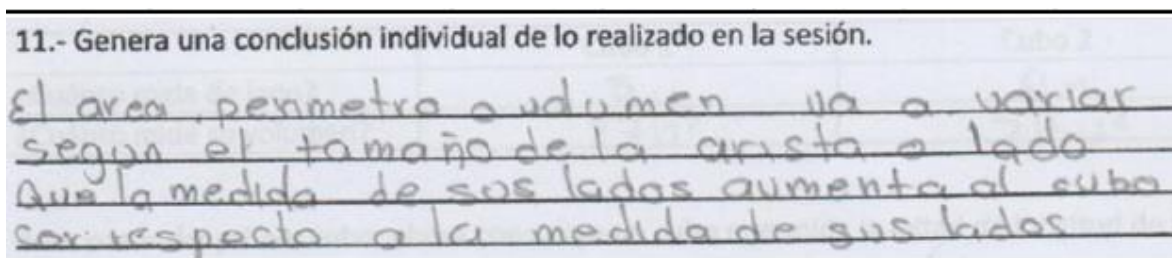 11.- Genera una conclusión individual de lo realizado en la sesión.
El area, perimetro o volumen va a variar
segun el tamaño de la arista o lado
Que la medida de sus lados aumenta al cubo
con respecto a la medida de sus lados